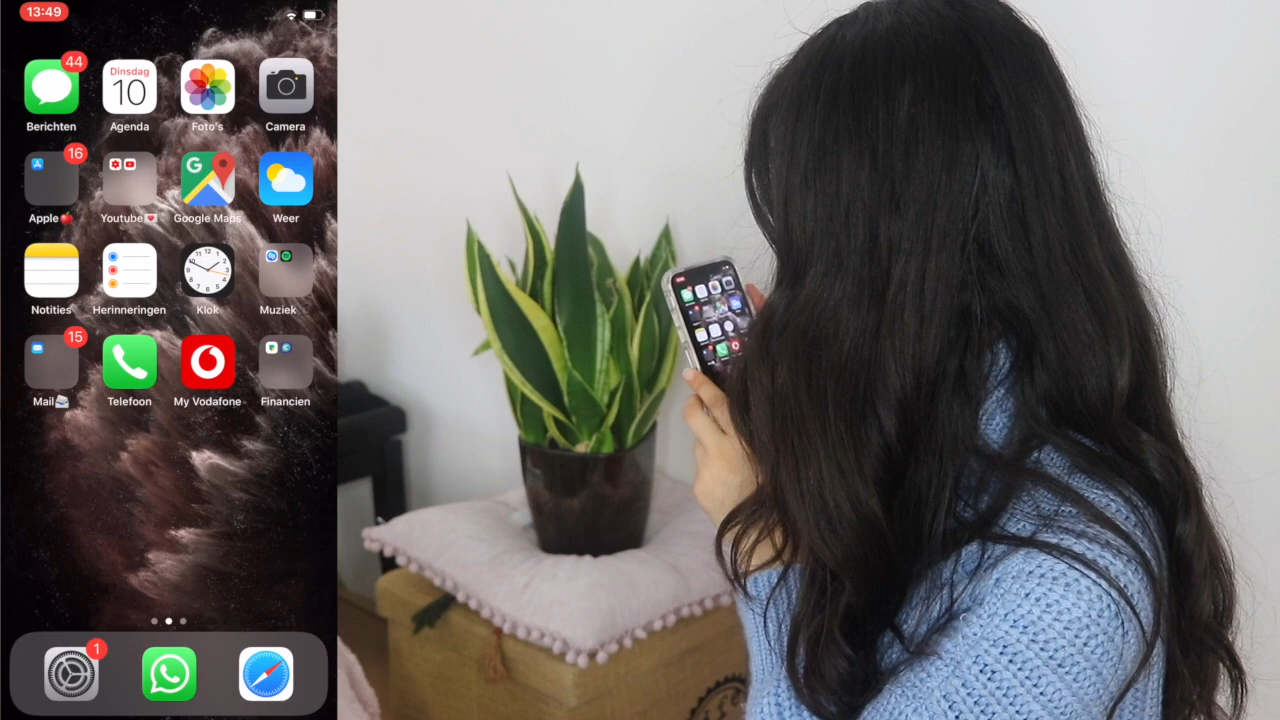 13:49
44
Dinsdag
10
Berichten Agenda Foto's Camera
16
G
Apple Youtube Google Maps Weer
12
Notities Herinneringen Klok Muziek
15
Mail Telefoon My Vodafone Financien
1